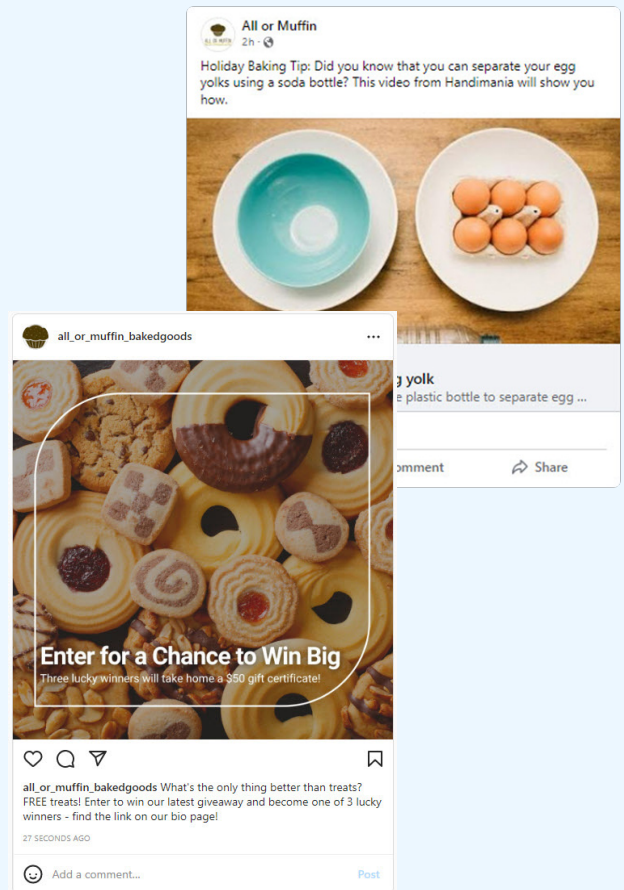 All or Muffin
2h ·
Holiday Baking Tip: Did you know that you can separate your egg
yolks using a soda bottle? This video from Handimania will show you
how.
yolk
plastic bottle to separate egg ...
Share
all_or_muffin_bakedgoods
Enter for a Chance to Win Big
Three lucky winners will take home a $50 gift certificate!
all_or_muffin_bakedgoods What's the only thing better than treats?
FREE treats! Enter to win our latest giveaway and become one of 3 lucky
winners - find the link on our bio page!
27 SECONDS AGO
Add a comment...
Post